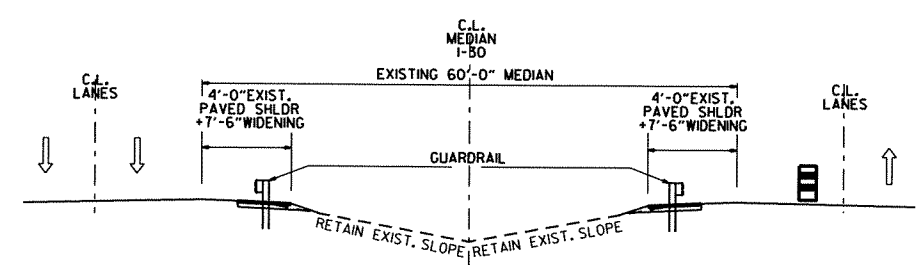 C.L.
MEDIAN
I-30
EXISTING 60'-0" MEDIAN
C.L.
LANES
4'-0"EXIST.
PAVED SHLDR
+7'-6"WIDENING
4'-0"EXIST.
PAVED SHLDR
+7'-6"WIDENING
C.L.
LANES
GUARDRAIL
RETAIN EXIST. SLOPE
RETAIN EXIST. SLOPE